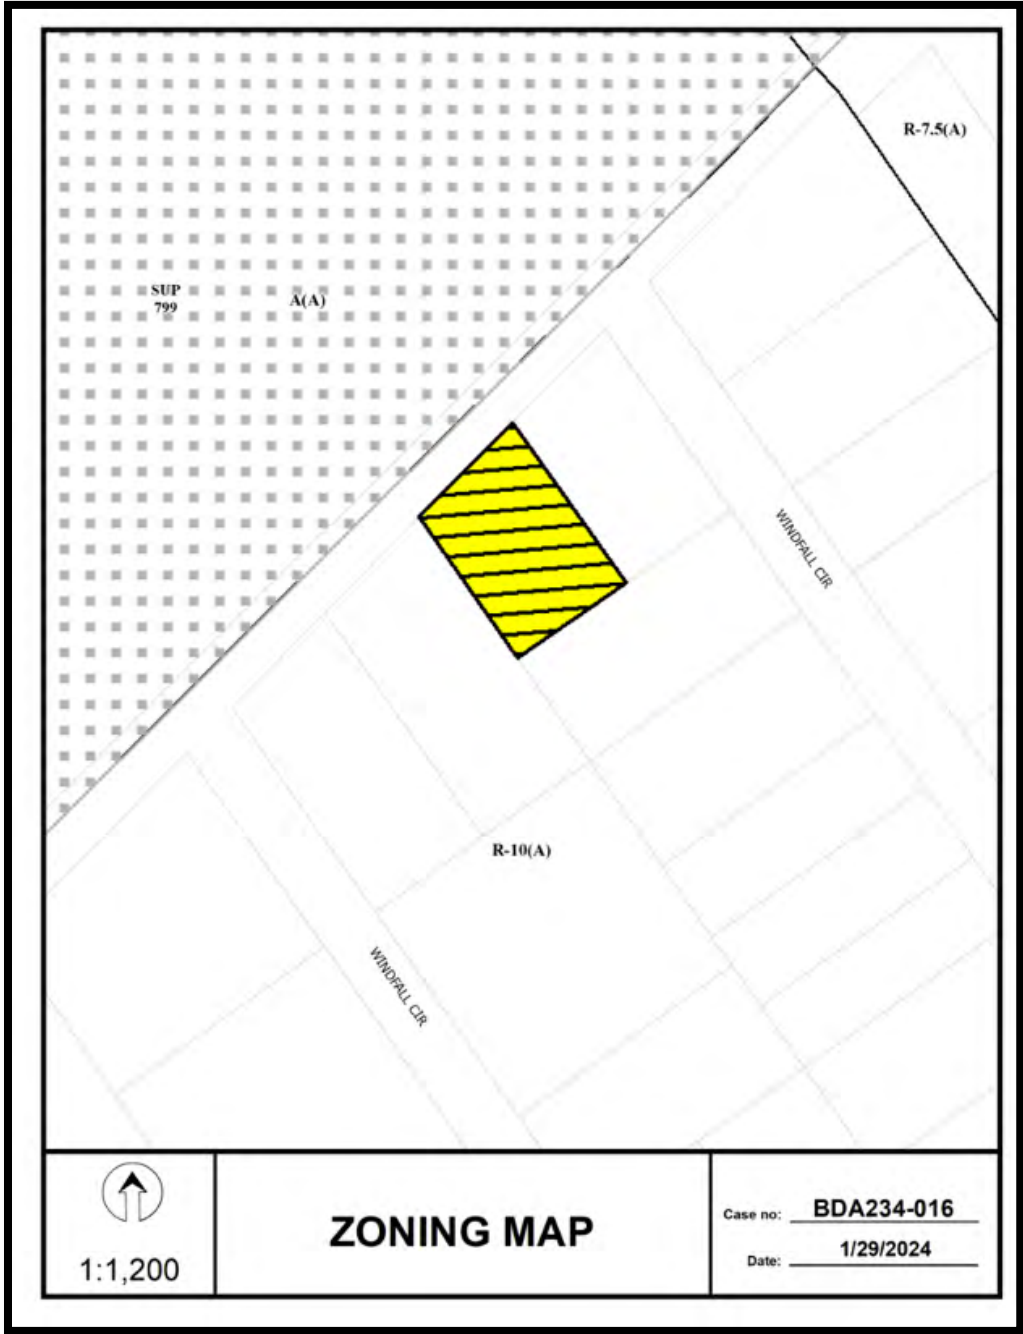 R-7.5(A)
SUP
799
A(A)
WINDFALL CIR
R-10(A)
WINDFALL CIR
1:1,200
ZONING MAP
Case no: BDA234-016
Date: 1/29/2024